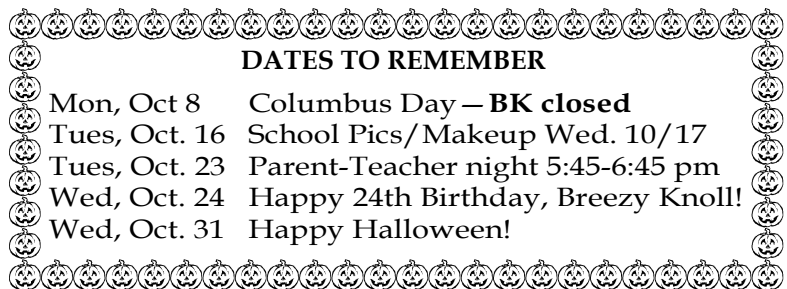 DATES TO REMEMBER
Mon, Oct 8 Columbus Day—BK closed
Tues, Oct. 16 School Pics/Makeup Wed. 10/17
Tues, Oct. 23 Parent-Teacher night 5:45-6:45 pm
Wed, Oct. 24 Happy 24th Birthday, Breezy Knoll!
Wed, Oct. 31 Happy Halloween!